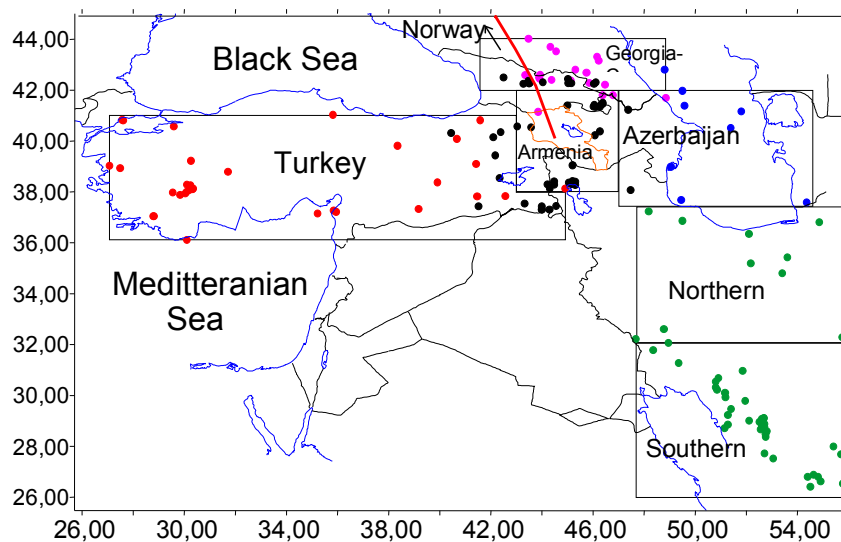 44,00
42,00
40,00
38,00
36,00
34,00
32,00
30,00
28,00
26,00
Norway
Georgia-
Black Sea
Azerbaijan
Armenia
Turkey
Meditteranian
Sea
Northern
Southern
26,00 30,00 34,00 38,00 42,00 46,00 50,00 54,00